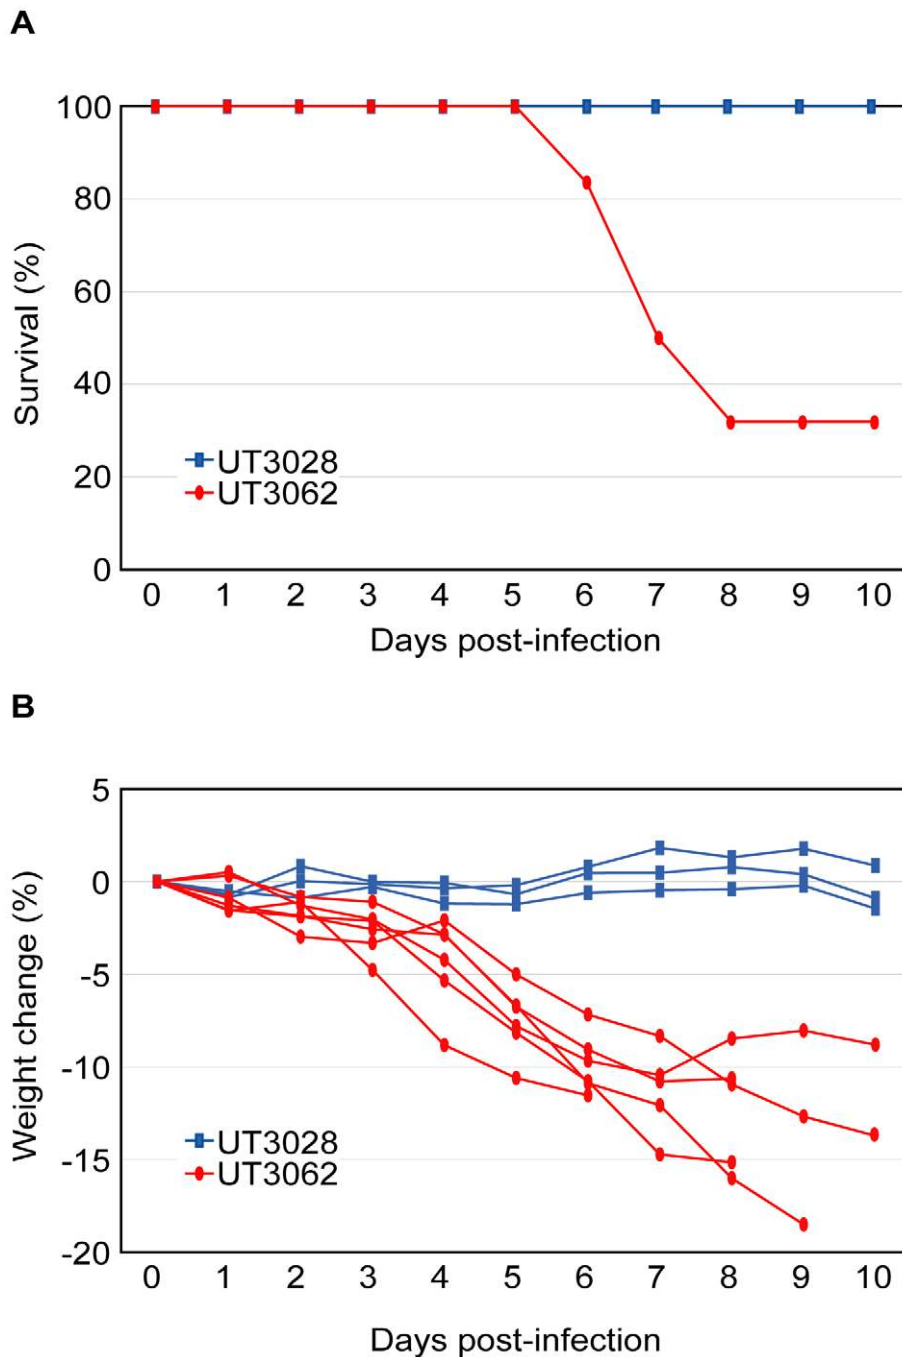 A
100
80
60
40
20
0
Survival (%)
UT3028
UT3062
0 1 2 3 4 5 6 7 8 9 10
Days post-infection
B
5
0
-5
-10
-15
-20
Weight change (%)
UT3028
UT3062
0 1 2 3 4 5 6 7 8 9 10
Days post-infection